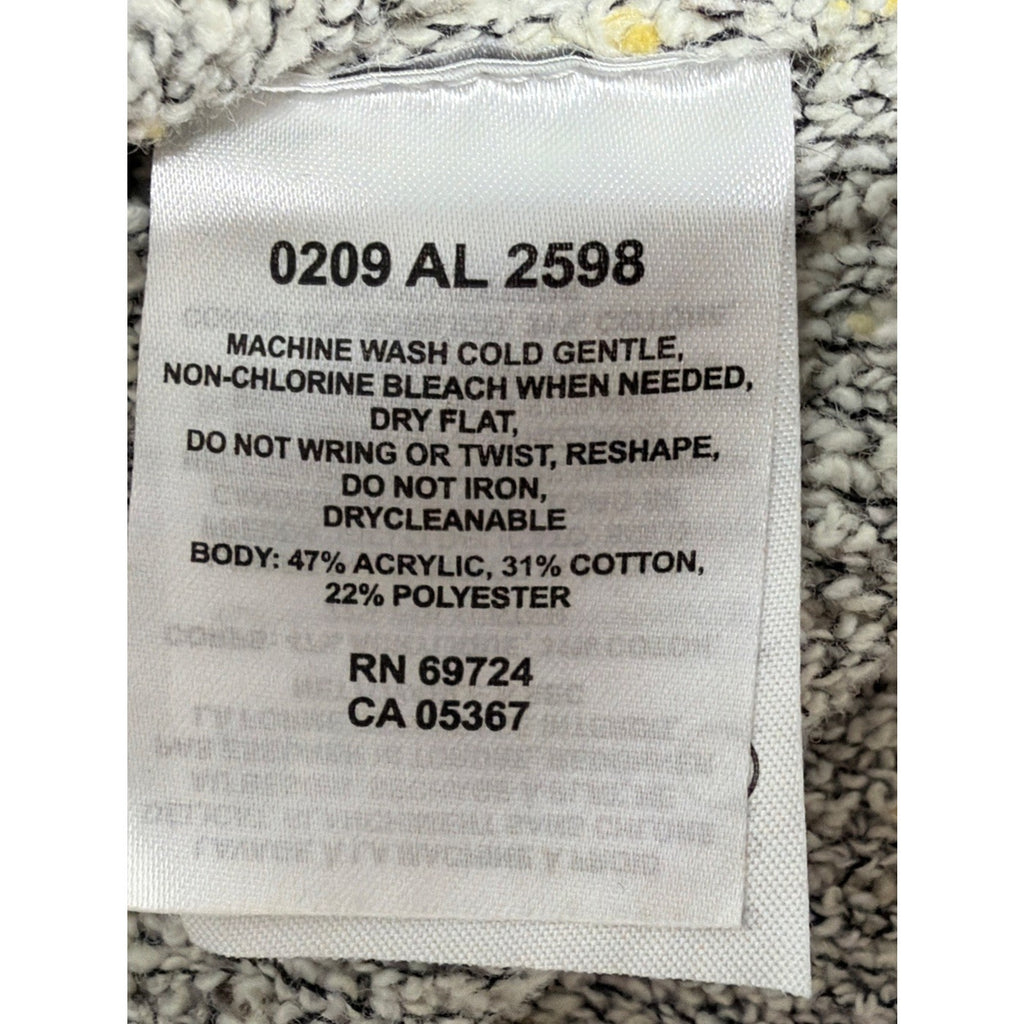 0209 AL 2598
MACHINE WASH COLD GENTLE,
NON-CHLORINE BLEACH WHEN NEEDED,
DRY FLAT,
DO NOT WRING OR TWIST, RESHAPE,
DO NOT IRON,
DRYCLEANABLE
BODY: 47% ACRYLIC, 31% COTTON,
22% POLYESTER
RN 69724
CA 05367